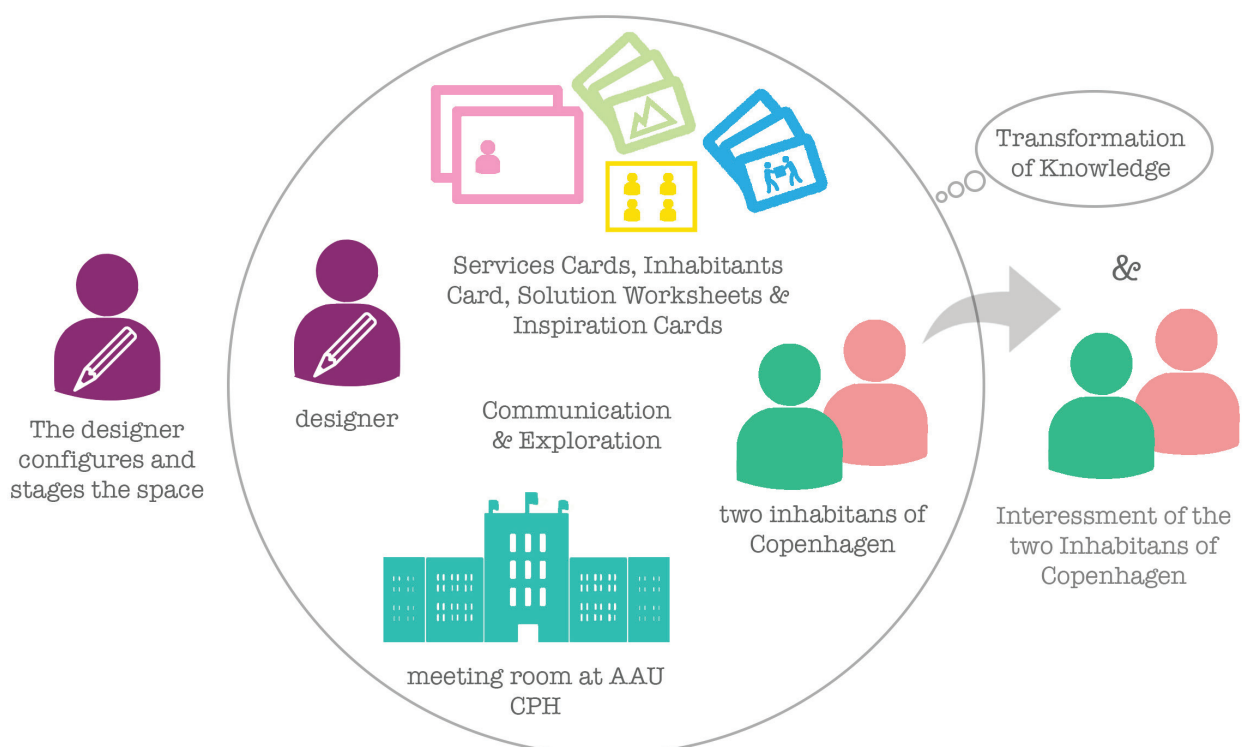 Transformation
of Knowledge
&
Services Cards, Inhabitants
Card, Solution Worksheets &
Inspiration Cards
designer
Communication
& Exploration
The designer
configures and
stages the space
two inhabitans of
Copenhagen
Interessment of the
two Inhabitans of
Copenhagen
meeting room at AAU
CPH